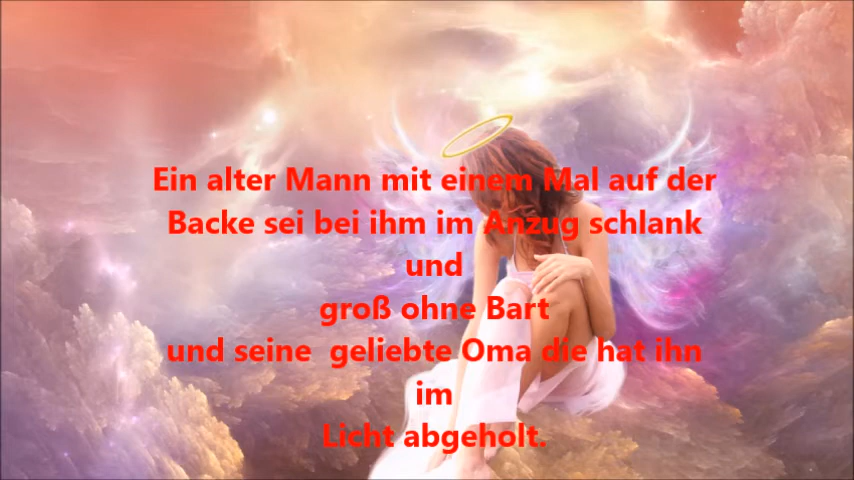 Ein alter Mann mit einem Mal auf der
Backe sei bei ihm im Anzug schlank
und
groß ohne Bart
und seine  geliebte Oma die hat ihn
im
Licht abgeholt.